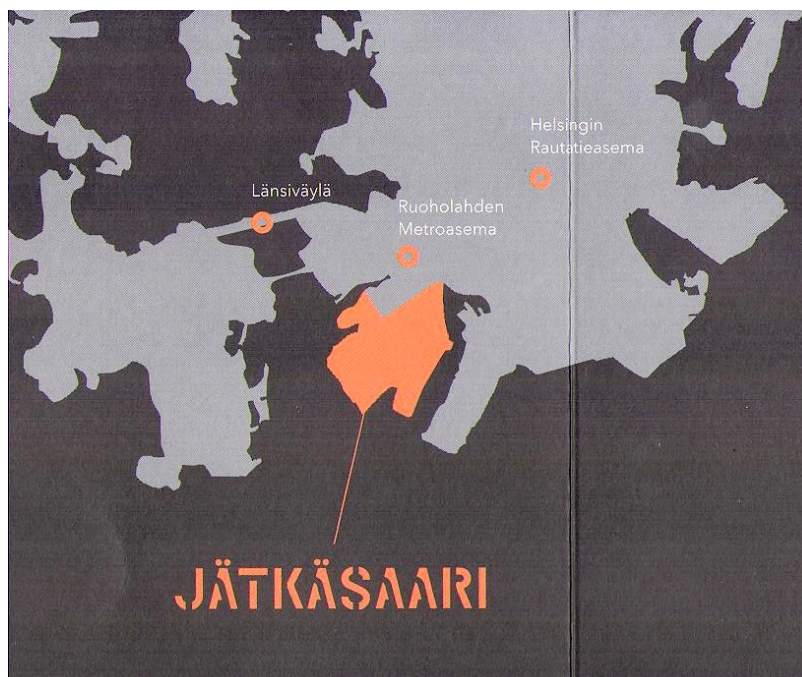 Helsingin
Rautatieasema
Länsiväylä
Ruoholahden
Metroasema
JÄTKÄSAARI